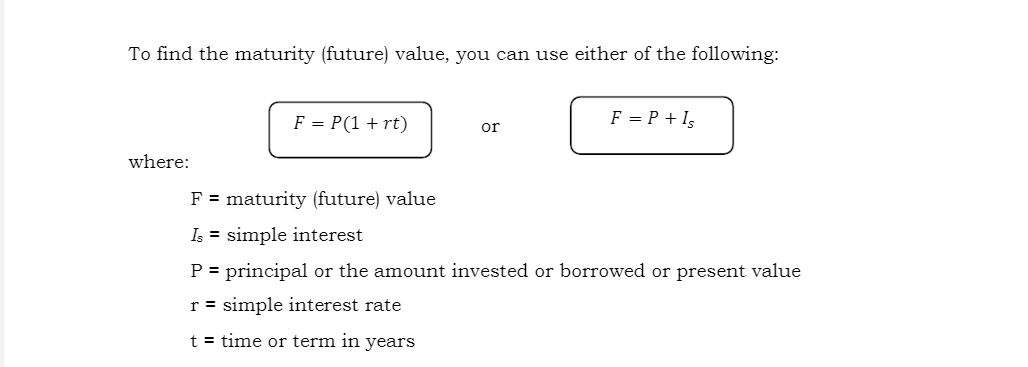 To find the maturity (future) value, you can use either of the following:
F = P(1 + rt) or F = P + Iₛ
where:
F = maturity (future) value
Iₛ = simple interest
P = principal or the amount invested or borrowed or present value
r = simple interest rate
t = time or term in years